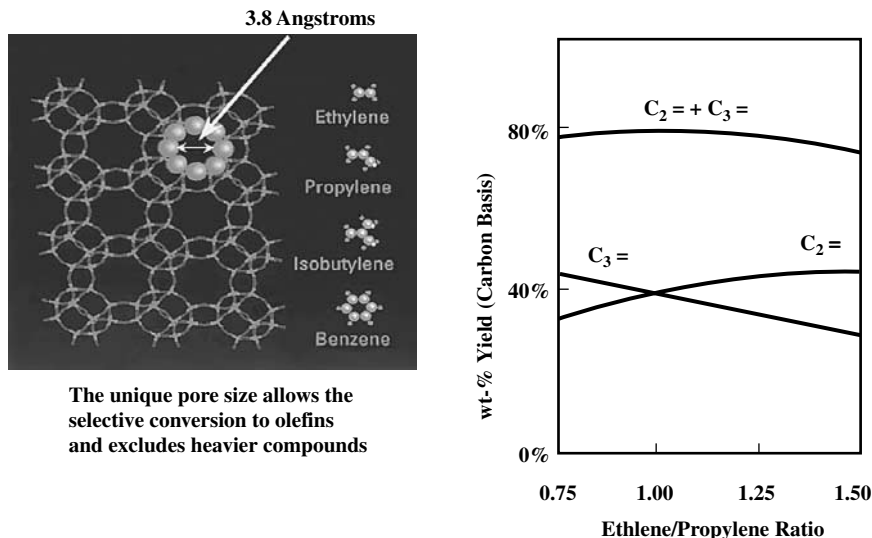 3.8 Angstroms
Ethylene
Propylene
Isobutylene
Benzene
The unique pore size allows the
selective conversion to olefins
and excludes heavier compounds
C2 = + C3 =
C3 =
C2 =
80%
40%
0%
wt-% Yield (Carbon Basis)
0.75 1.00 1.25 1.50
Ethlene/Propylene Ratio